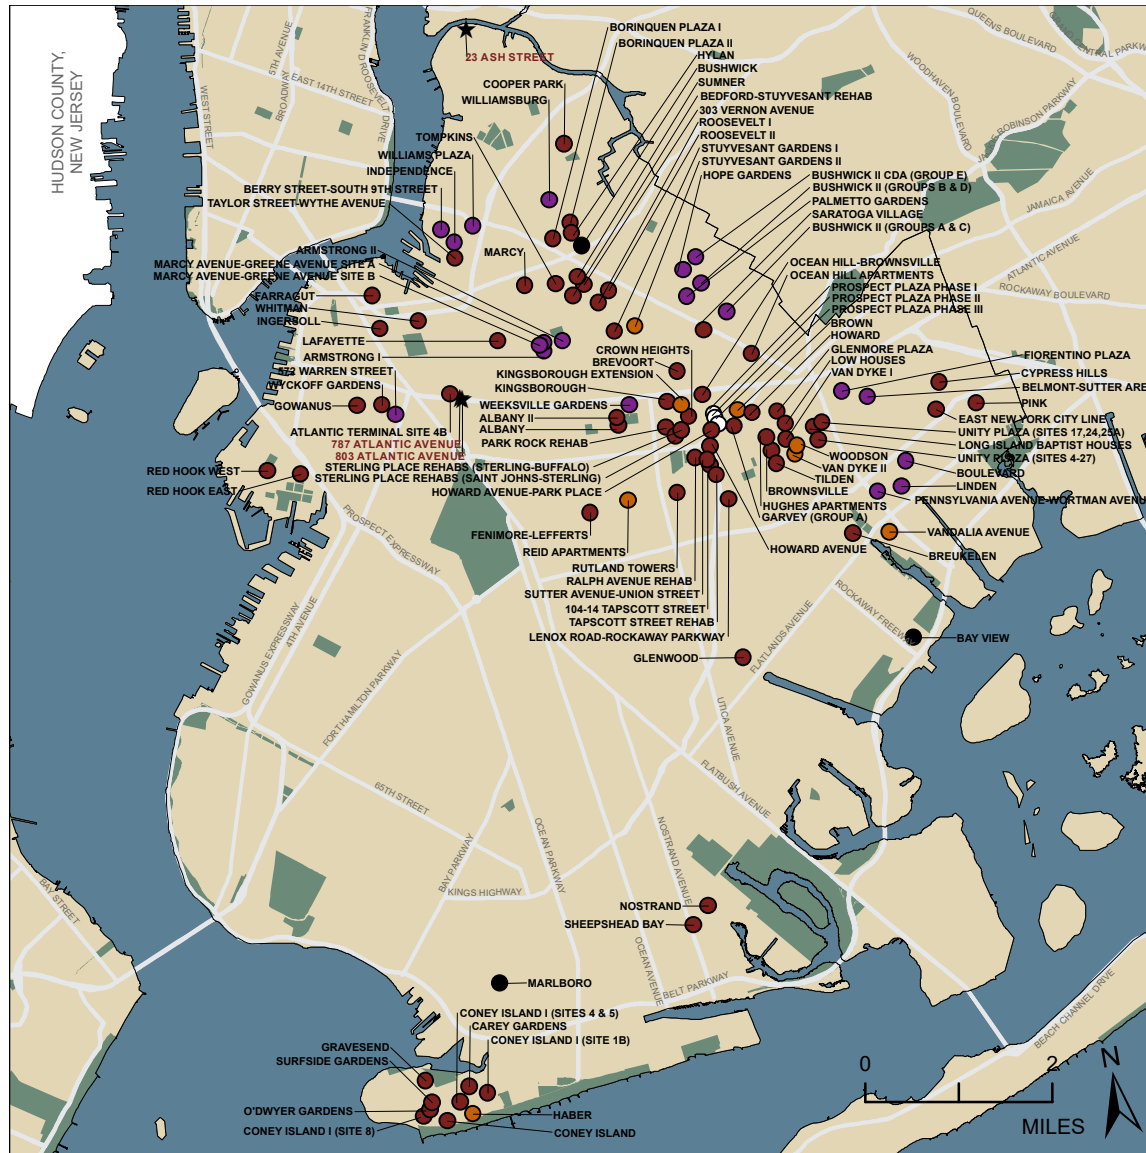 HUDSON COUNTY,
NEW JERSEY
WEST STREET
5TH AVENUE
BROADWAY
EAST 14TH STREET
FRANKLIN D ROOSEVELT DRIVE
23 ASH STREET
BORINQUEN PLAZA I
BORINQUEN PLAZA II
HYLAN
BUSHWICK
SUMNER
BEDFORD-STUYVESANT REHAB
303 VERNON AVENUE
ROOSEVELT I
ROOSEVELT II
STUYVESANT GARDENS I
STUYVESANT GARDENS II
HOPE GARDENS
COOPER PARK
WILLIAMSBURG
TOMPKINS
WILLIAMS PLAZA
INDEPENDENCE
BERRY STREET-SOUTH 9TH STREET
TAYLOR STREET-WYTHE AVENUE
QUEENS BOULEVARD
WOODHAVEN BOULEVARD
JAMAICA AVENUE
ATLANTIC AVENUE
ROCKAWAY BOULEVARD
BUSHWICK II CDA (GROUP E)
BUSHWICK II (GROUPS B & D)
PALMETTO GARDENS
SARATOGA VILLAGE
BUSHWICK II (GROUPS A & C)
ARMSTRONG II
MARCY AVENUE-GREENE AVENUE SITE A
MARCY AVENUE-GREENE AVENUE SITE B
MARCY
FARRAGUT
WHITMAN
INGERSOLL
LAFAYETTE
ARMSTRONG I
572 WARREN STREET
WYCKOFF GARDENS
GOWANUS
ATLANTIC TERMINAL SITE 4B
787 ATLANTIC AVENUE
803 ATLANTIC AVENUE
OCEAN HILL-BROWNSVILLE
OCEAN HILL APARTMENTS
PROSPECT PLAZA PHASE I
PROSPECT PLAZA PHASE II
PROSPECT PLAZA PHASE III
BROWN
HOWARD
GLENMORE PLAZA
LOW HOUSES
VAN DYKE I
CROWN HEIGHTS
BREVOORT
KINGSBOROUGH EXTENSION
KINGSBOROUGH
WEEKSVILLE GARDENS
ALBANY II
ALBANY
PARK ROCK REHAB
STERLING PLACE REHABS (STERLING-BUFFALO)
STERLING PLACE REHABS (SAINT JOHNS-STERLING)
HOWARD AVENUE-PARK PLACE
FIORENTINO PLAZA
CYPRESS HILLS
BELMONT-SUTTER ARE
PINK
EAST NEW YORK CITY LINE
UNITY PLAZA (SITES 17,24,25A)
LONG ISLAND BAPTIST HOUSES
UNITY PLAZA (SITES 4-27)
WOODSON
VAN DYKE II
TILDEN
BROWNSVILLE
BOULEVARD
LINDEN
PENNSYLVANIA AVENUE-WORTMAN AVENU
HUGHES APARTMENTS
GARVEY (GROUP A)
HOWARD AVENUE
VANDALIA AVENUE
BREUKELEN
RED HOOK WEST
RED HOOK EAST
PROSPECT EXPRESSWAY
FENIMORE-LEFFERTS
REID APARTMENTS
RUTLAND TOWERS
RALPH AVENUE REHAB
SUTTER AVENUE-UNION STREET
104-14 TAPSCOTT STREET
TAPSCOTT STREET REHAB
LENOX ROAD-ROCKAWAY PARKWAY
GLENWOOD
BAY VIEW
FLATLANDS AVENUE
GOWANUS EXPRESSWAY
4TH AVENUE
FORT HAMILTON PARKWAY
65TH STREET
BAY PARKWAY
OCEAN PARKWAY
KINGS HIGHWAY
NOSTRAND AVENUE
UTICA AVENUE
FLATBUSH AVENUE
OCEAN AVENUE
BELT PARKWAY
BAY STREET
BEACH CHANNEL DRIVE
NOSTRAND
SHEEPSHEAD BAY
MARLBORO
CONEY ISLAND I (SITES 4 & 5)
CAREY GARDENS
CONEY ISLAND I (SITE 1B)
GRAVESEND
SURFSIDE GARDENS
O'DWYER GARDENS
CONEY ISLAND I (SITE 8)
HABER
CONEY ISLAND
0 2
MILES
N